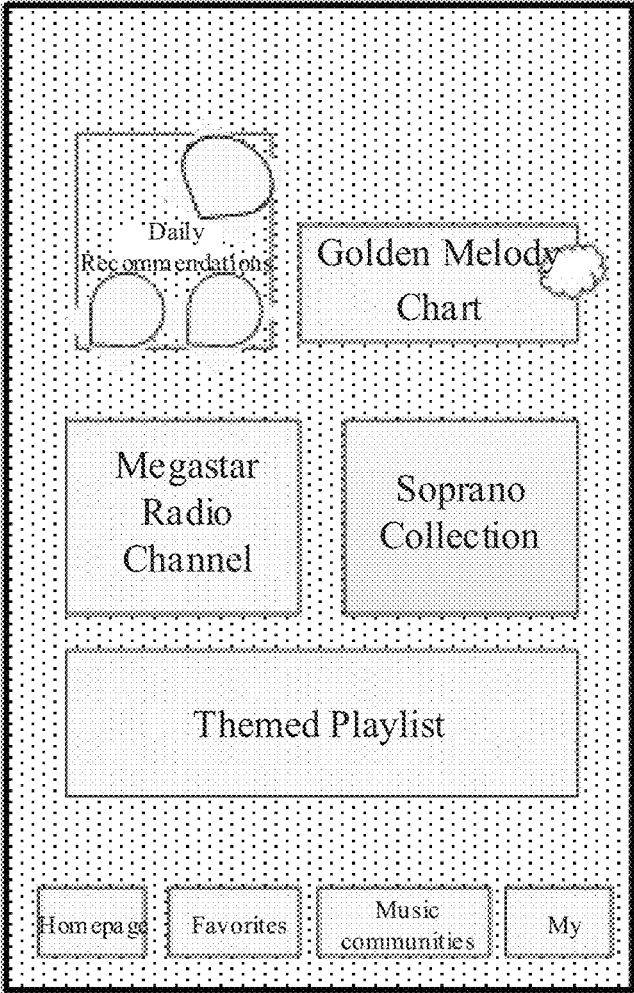 Daily
Recommendations
Golden Melody
Chart
Megastar
Radio
Channel
Soprano
Collection
Themed Playlist
Homepage
Favorites
Music
communities
My